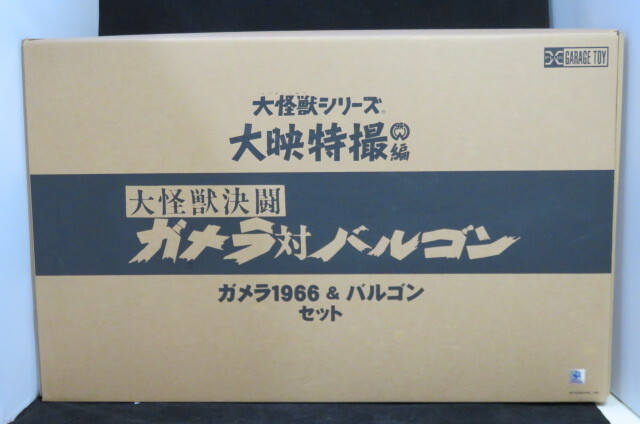 GARAGE TOY
大怪獣シリーズ®
大映特撮編
大怪獣決闘
ガメラ対バルゴン
ガメラ1966 & バルゴン
セット